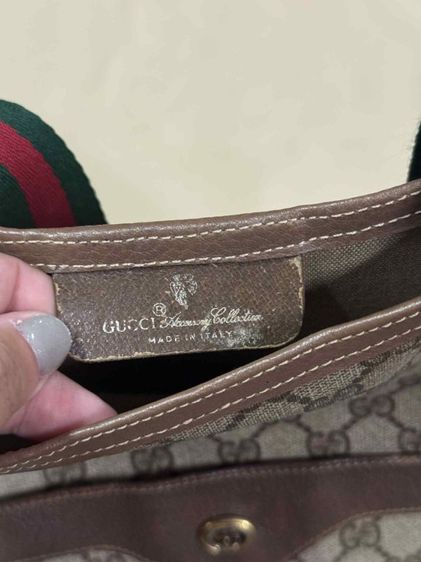 ®
GUCCI Accessory Collection
MADE IN ITALY